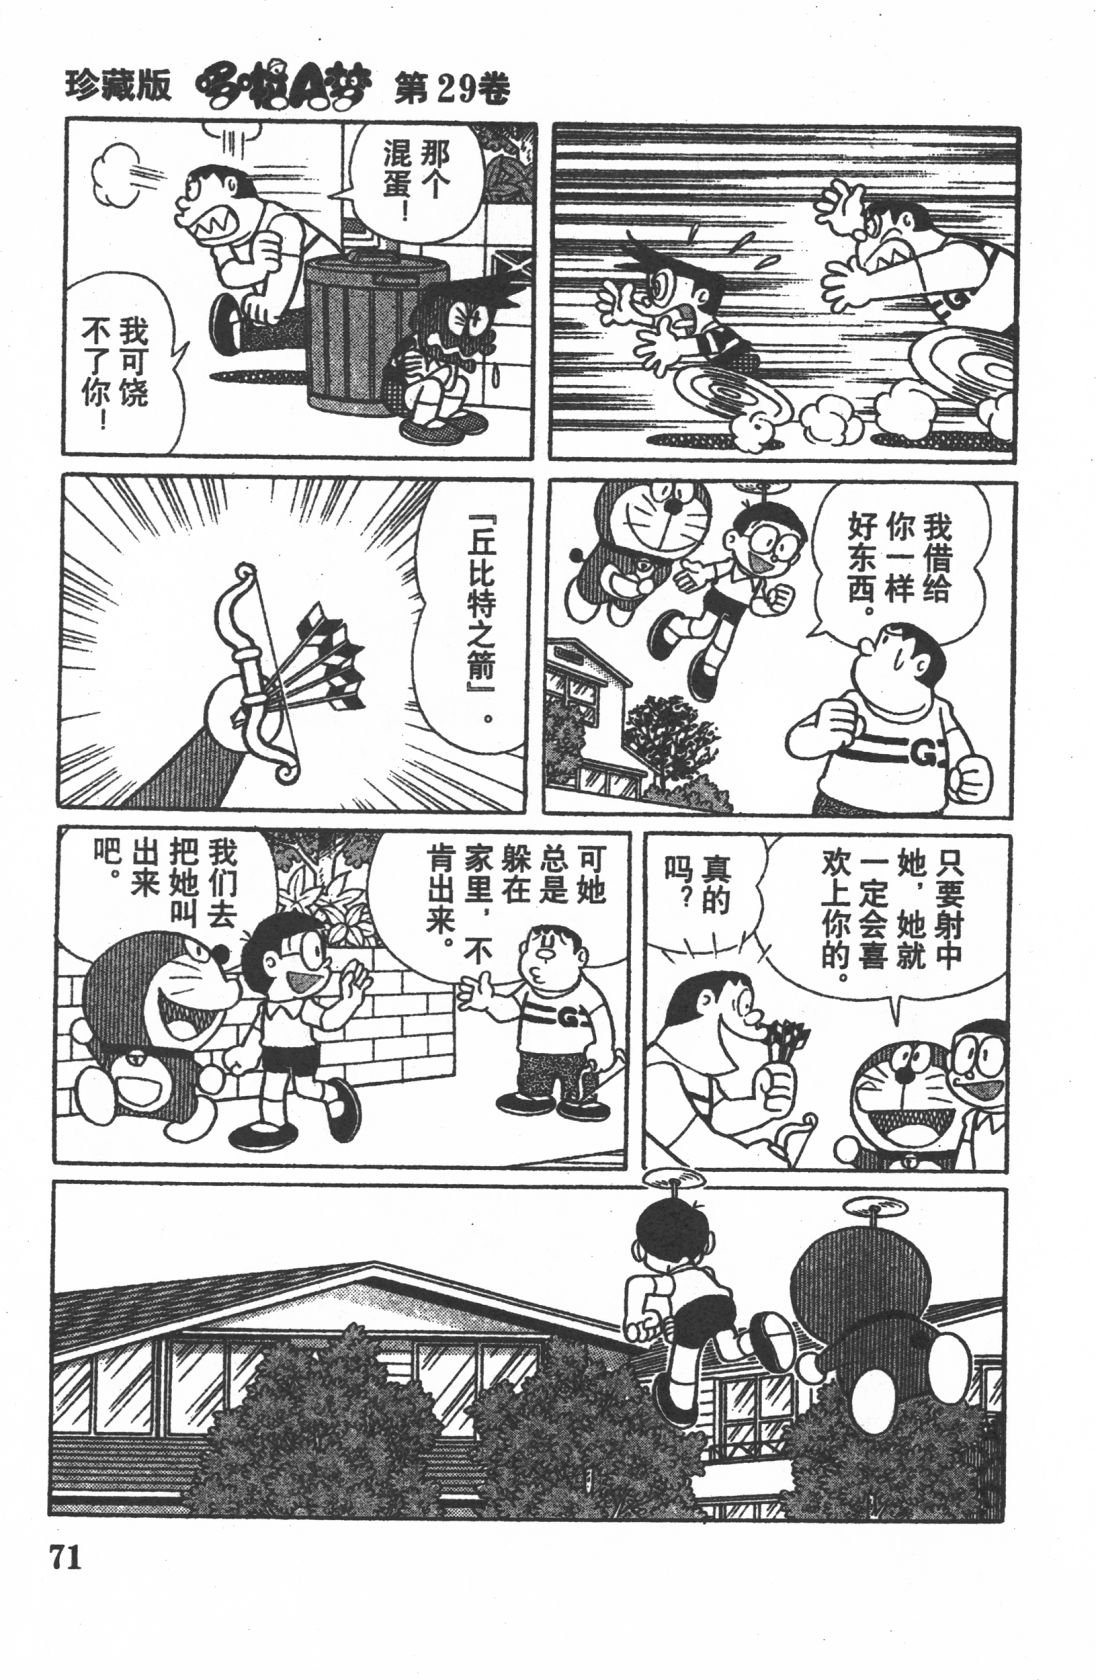 珍藏版 哆啦A梦 第29卷
那个
混蛋！
我可饶
不了你！
我借给
你一样
好东西。
『丘比特之箭』。
只要射中
她，她就
一定会喜
欢上你的。
真的
吗？
可她
总是
躲在
家里，不
肯出来。
我们去
把她叫
出来
吧。
71